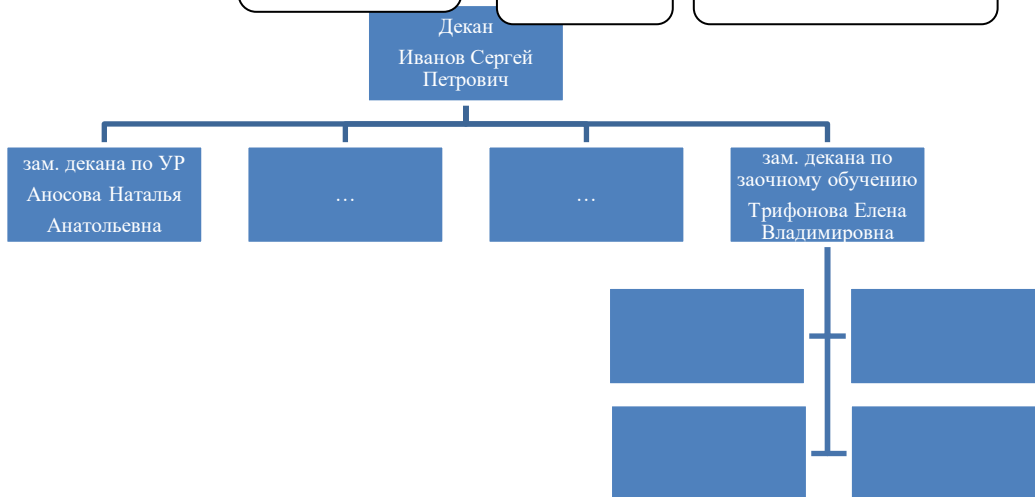 Декан
Иванов Сергей
Петрович
зам. декана по УР
Аносова Наталья
Анатольевна
…
…
зам. декана по
заочному обучению
Трифонова Елена
Владимировна